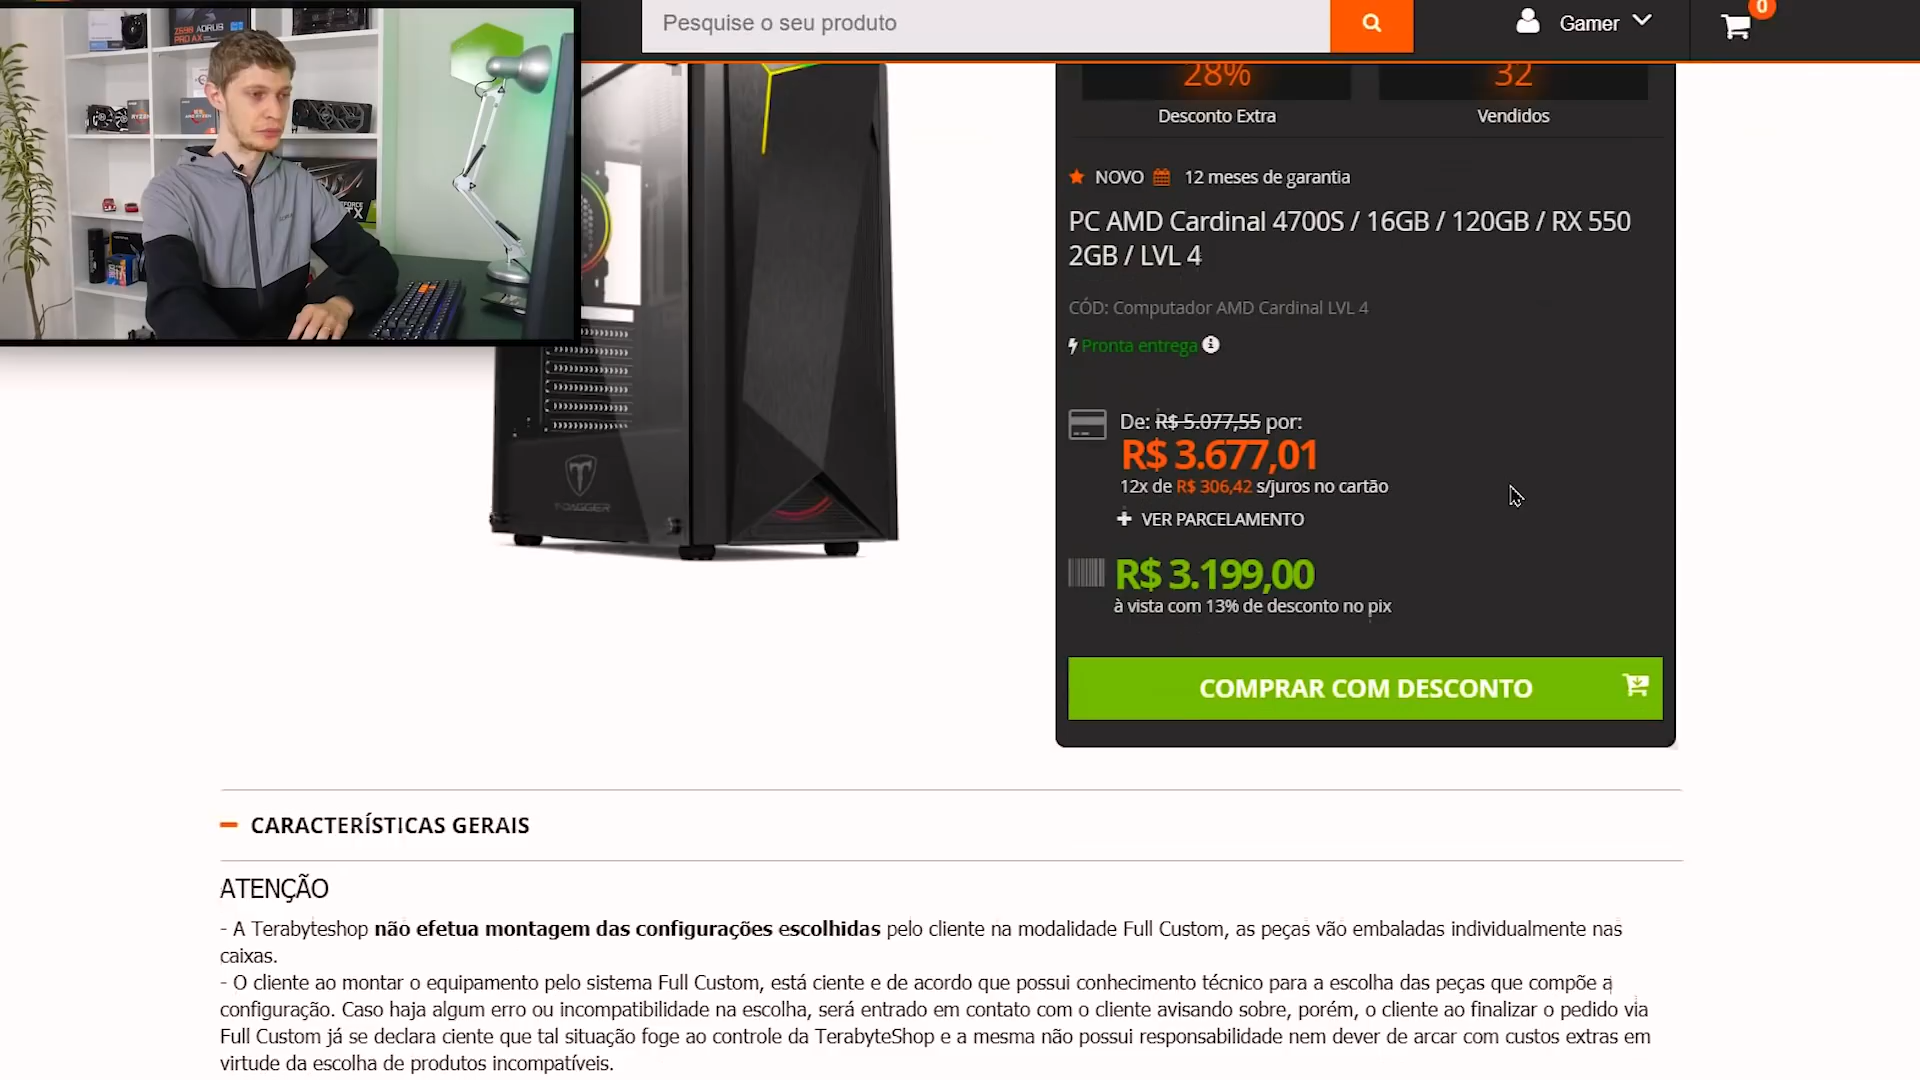 Pesquise o seu produto
Gamer
0
28%
32
Desconto Extra
Vendidos
NOVO 12 meses de garantia
PC AMD Cardinal 4700S / 16GB / 120GB / RX 550
2GB / LVL 4
CÓD: Computador AMD Cardinal LVL 4
Pronta entrega
De: R$ 5.077,55 por:
R$ 3.677,01
12x de R$ 306,42 s/juros no cartão
+ VER PARCELAMENTO
R$ 3.199,00
à vista com 13% de desconto no pix
COMPRAR COM DESCONTO
CARACTERÍSTICAS GERAIS
ATENÇÃO
- A Terabyteshop não efetua montagem das configurações escolhidas pelo cliente na modalidade Full Custom, as peças vão embaladas individualmente nas
caixas.
- O cliente ao montar o equipamento pelo sistema Full Custom, está ciente e de acordo que possui conhecimento técnico para a escolha das peças que compõe a
configuração. Caso haja algum erro ou incompatibilidade na escolha, será entrado em contato com o cliente avisando sobre, porém, o cliente ao finalizar o pedido via
Full Custom já se declara ciente que tal situação foge ao controle da TerabyteShop e a mesma não possui responsabilidade nem dever de arcar com custos extras em
virtude da escolha de produtos incompatíveis.